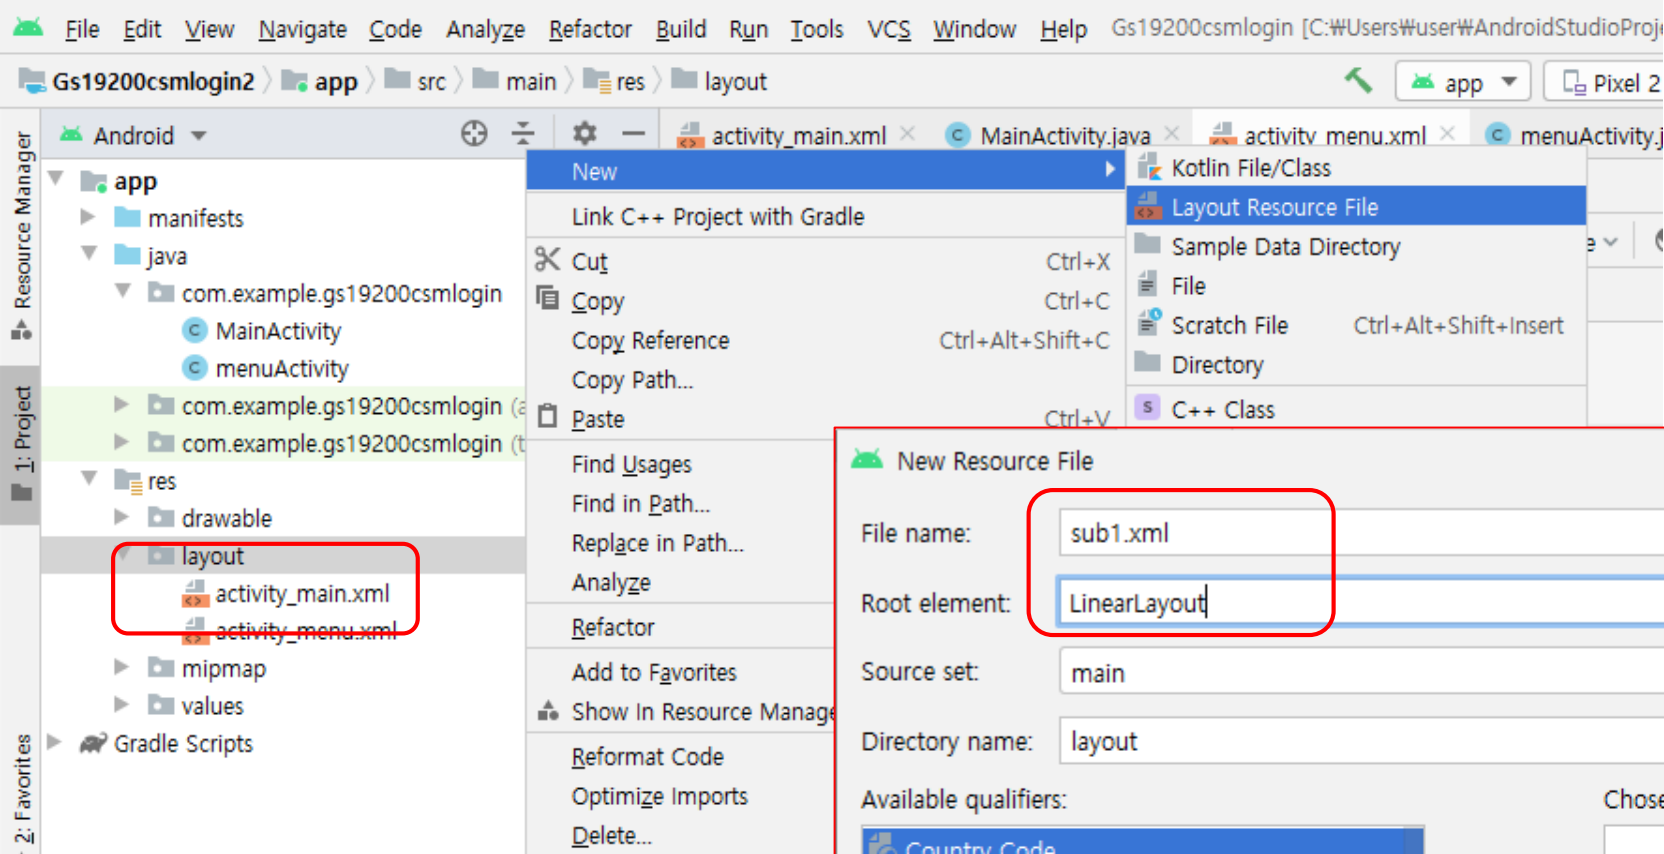 File Edit View Navigate Code Analyze Refactor Build Run Tools VCS Window Help Gs19200csmlogin [C:₩Users₩user₩AndroidStudioProj
Gs19200csmlogin2 app src main res layout app Pixel 2
Android
activity_main.xml MainActivity.java activity_menu.xml menuActivity.j
Resource Manager
1: Project
2: Favorites
app
manifests
java
com.example.gs19200csmlogin
MainActivity
menuActivity
com.example.gs19200csmlogin (a
com.example.gs19200csmlogin (t
res
drawable
layout
activity_main.xml
activity_menu.xml
mipmap
values
Gradle Scripts
New
Link C++ Project with Gradle
Cut Ctrl+X
Copy Ctrl+C
Copy Reference Ctrl+Alt+Shift+C
Copy Path...
Paste Ctrl+V
Find Usages
Find in Path...
Replace in Path...
Analyze
Refactor
Add to Favorites
Show In Resource Manage
Reformat Code
Optimize Imports
Delete...
Kotlin File/Class
Layout Resource File
Sample Data Directory
File
Scratch File Ctrl+Alt+Shift+Insert
Directory
C++ Class
New Resource File
File name: sub1.xml
Root element: LinearLayout
Source set: main
Directory name: layout
Available qualifiers: Chose
Country Code